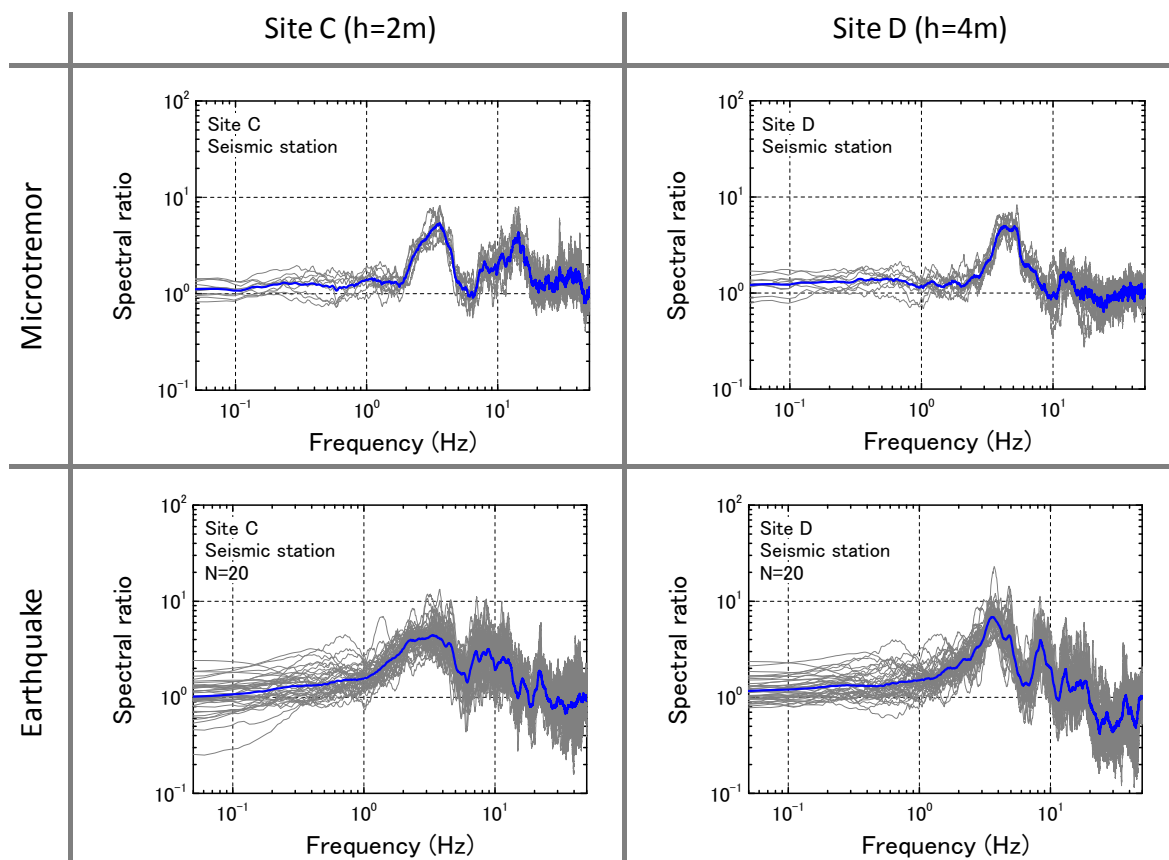 Site C (h=2m)
Site D (h=4m)
Microtremor
10²
10¹
10⁰
10⁻¹
Spectral ratio
Site C
Seismic station
10⁻¹
10⁰
10¹
Frequency (Hz)
10²
10¹
10⁰
10⁻¹
Spectral ratio
Site D
Seismic station
10⁻¹
10⁰
10¹
Frequency (Hz)
Earthquake
10²
10¹
10⁰
10⁻¹
Spectral ratio
Site C
Seismic station
N=20
10⁻¹
10⁰
10¹
Frequency (Hz)
10²
10¹
10⁰
10⁻¹
Spectral ratio
Site D
Seismic station
N=20
10⁻¹
10⁰
10¹
Frequency (Hz)